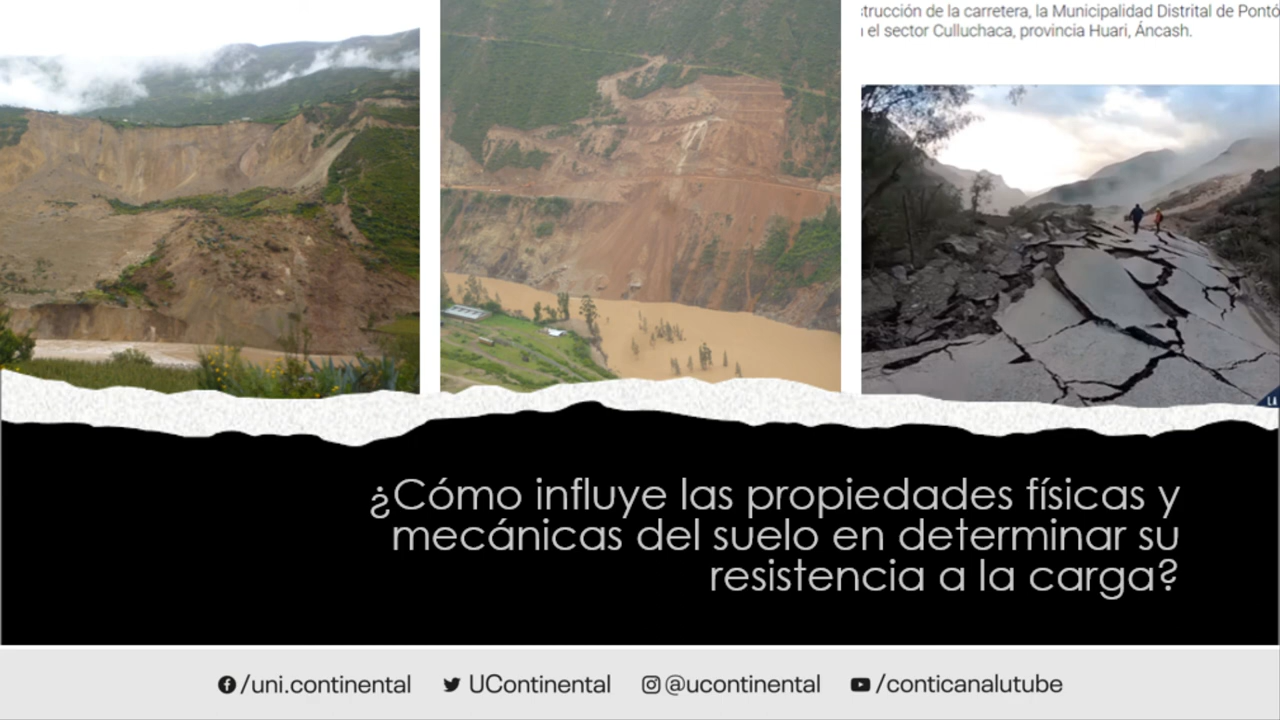 strucción de la carretera, la Municipalidad Distrital de Pontó
el sector Culluchaca, provincia Huari, Áncash.
LA
¿Cómo influye las propiedades físicas y
mecánicas del suelo en determinar su
resistencia a la carga?
/uni.continental UContinental @ucontinental /conticanalutube